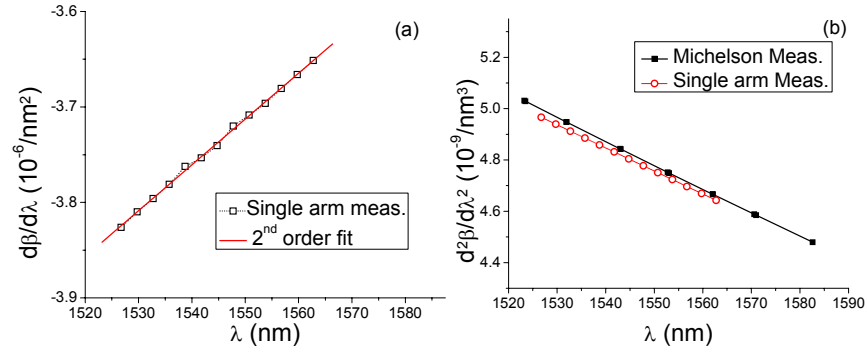 (a)
-3.6
-3.7
-3.8
-3.9
dβ/dλ (10⁻⁶/nm²)
Single arm meas.
2ⁿᵈ order fit
1520 1530 1540 1550 1560 1570 1580
λ (nm)
(b)
5.2
5.0
4.8
4.6
4.4
d²β/dλ² (10⁻⁹/nm³)
Michelson Meas.
Single arm Meas.
1520 1530 1540 1550 1560 1570 1580 1590
λ (nm)